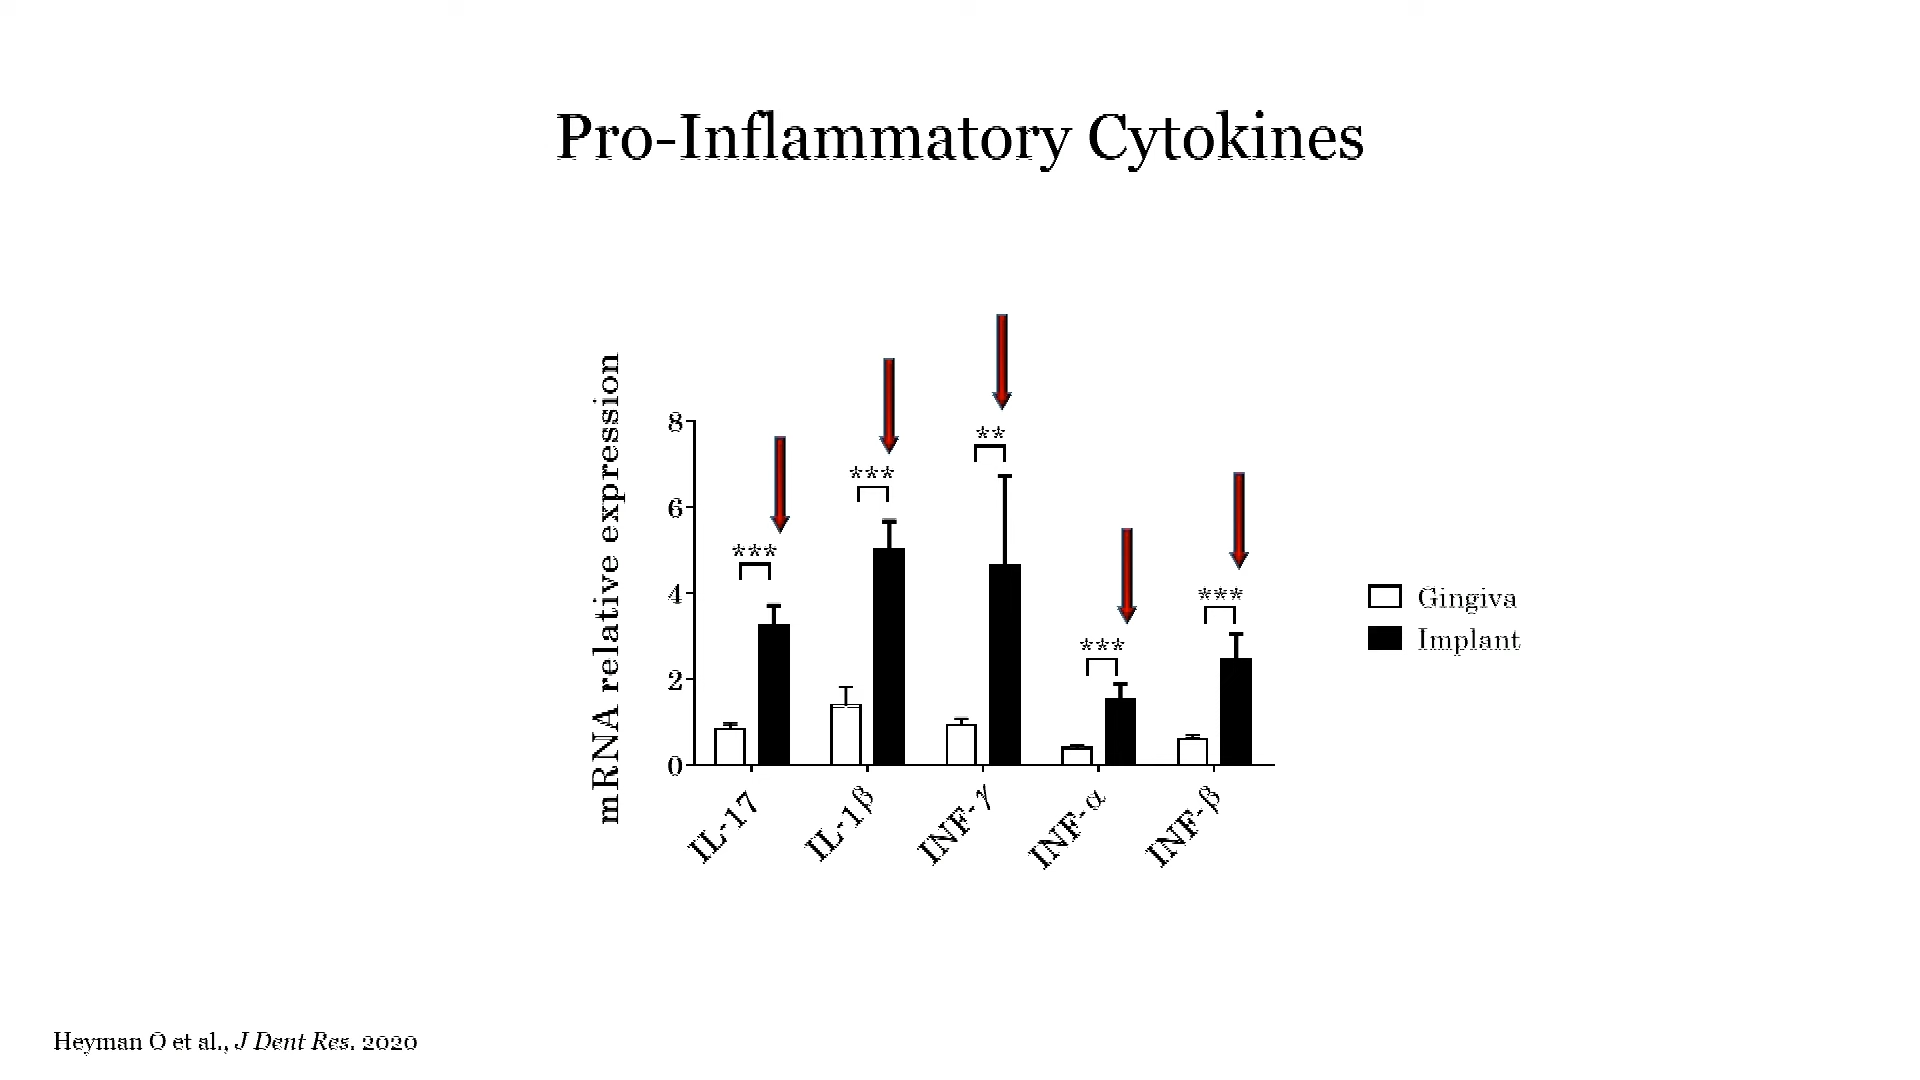 Pro-Inflammatory Cytokines
mRNA relative expression
8
6
4
2
0
***
***
**
***
***
IL-17
IL-1β
INF-γ
INF-α
INF-β
Gingiva
Implant
Heyman O et al., J Dent Res. 2020